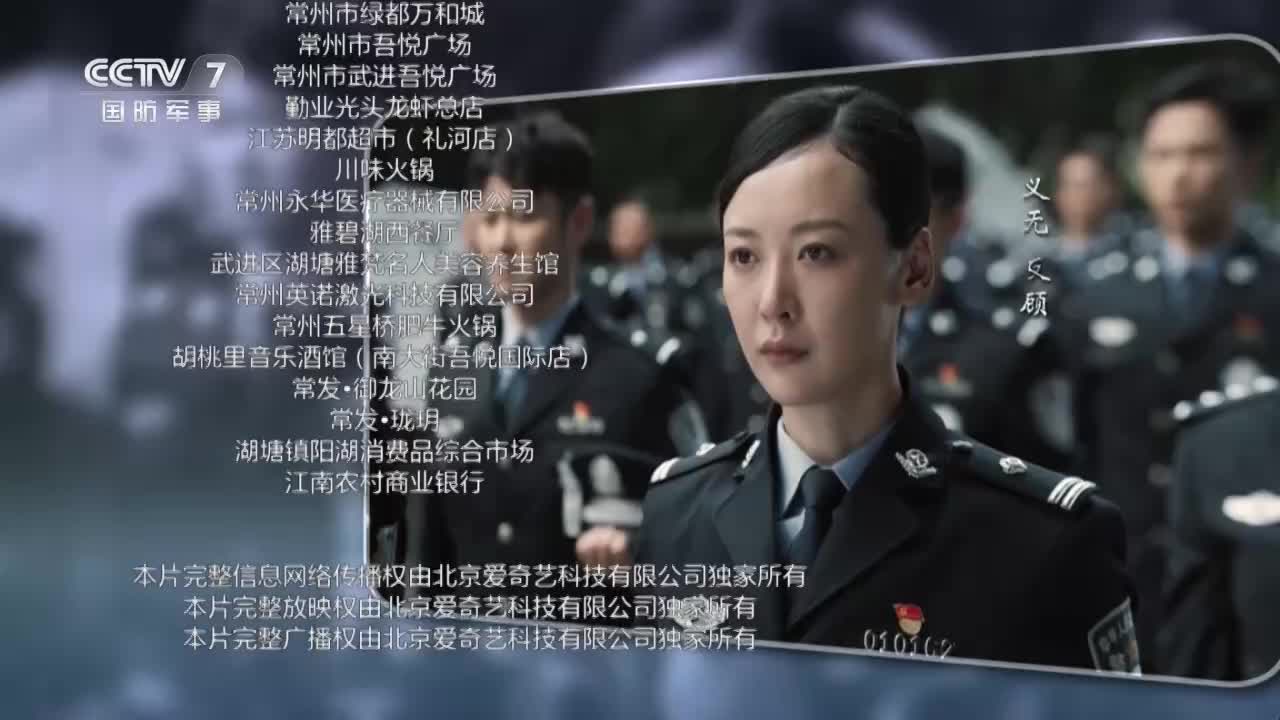 CCTV 7
国防军事
常州市绿都万和城
常州市吾悦广场
常州市武进吾悦广场
勤业光头龙虾总店
江苏明都超市（礼河店）
川味火锅
常州永华医疗器械有限公司
雅碧湖西餐厅
武进区湖塘雅梵名人美容养生馆
常州英诺激光科技有限公司
常州五星桥肥牛火锅
胡桃里音乐酒馆（南大街吾悦国际店）
常发•御龙山花园
常发•珑玥
湖塘镇阳湖消费品综合市场
江南农村商业银行
本片完整信息网络传播权由北京爱奇艺科技有限公司独家所有
本片完整放映权由北京爱奇艺科技有限公司独家所有
本片完整广播权由北京爱奇艺科技有限公司独家所有
义无反顾
010162